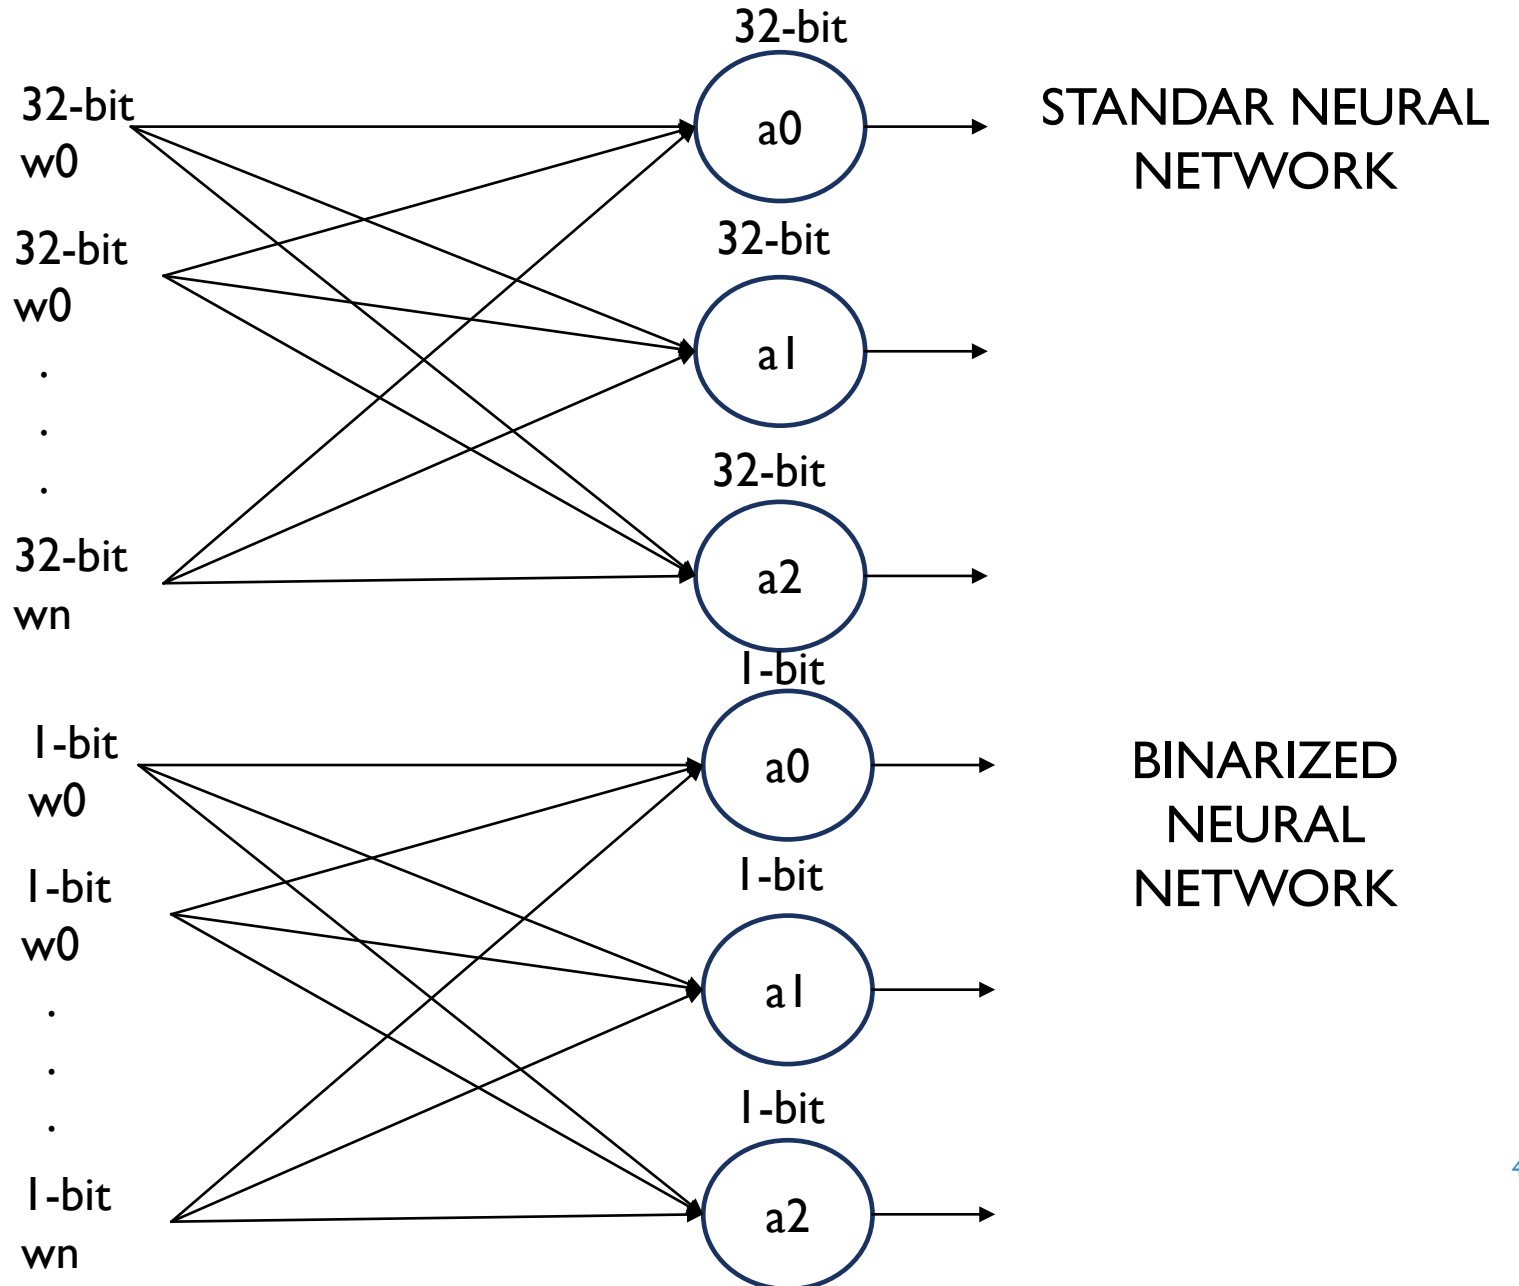 32-bit
32-bit
w0
a0
STANDAR NEURAL
NETWORK
32-bit
32-bit
w0
a1
.
.
.
32-bit
32-bit
wn
a2
1-bit
1-bit
w0
a0
BINARIZED
NEURAL
NETWORK
1-bit
1-bit
w0
a1
.
.
.
1-bit
1-bit
wn
a2